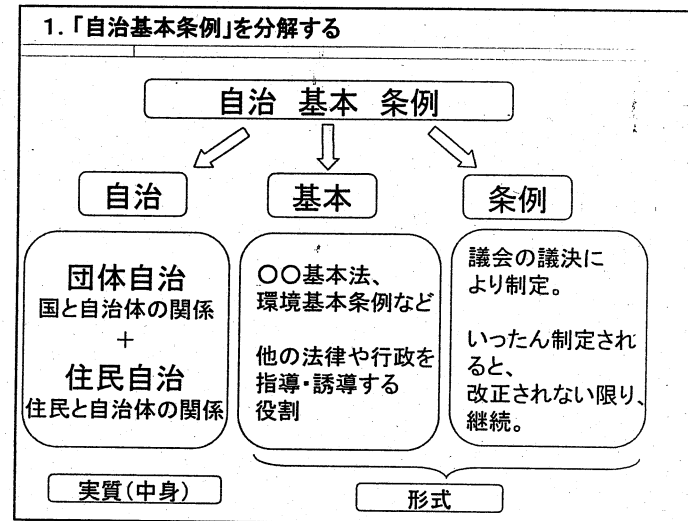 1.「自治基本条例」を分解する
自治 基本 条例
自治
基本
条例
団体自治
国と自治体の関係
+
住民自治
住民と自治体の関係
〇〇基本法、
環境基本条例など
他の法律や行政を
指導・誘導する
役割
議会の議決に
より制定。
いったん制定され
ると、
改正されない限り、
継続。
実質(中身)
形式